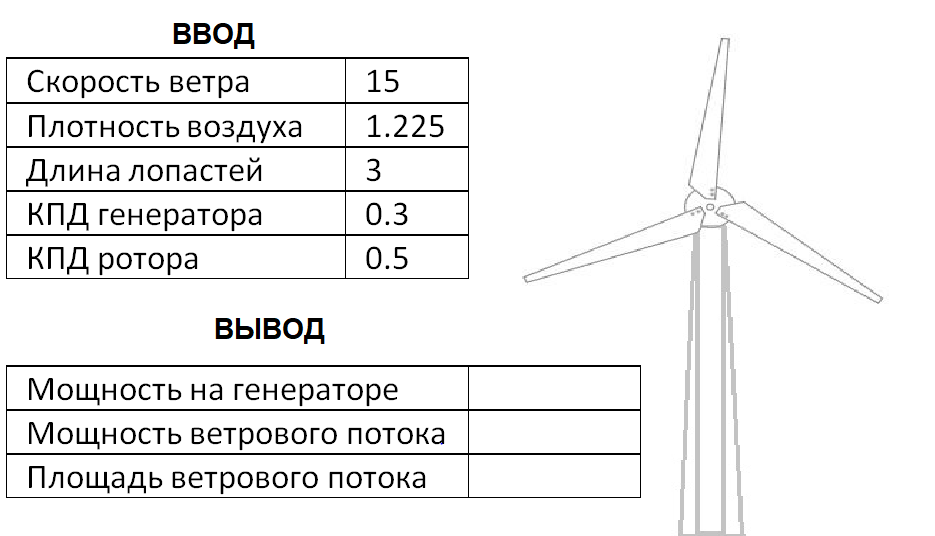 ВВОД
Скорость ветра 15
Плотность воздуха 1.225
Длина лопастей 3
КПД генератора 0.3
КПД ротора 0.5
ВЫВОД
Мощность на генераторе
Мощность ветрового потока
Площадь ветрового потока